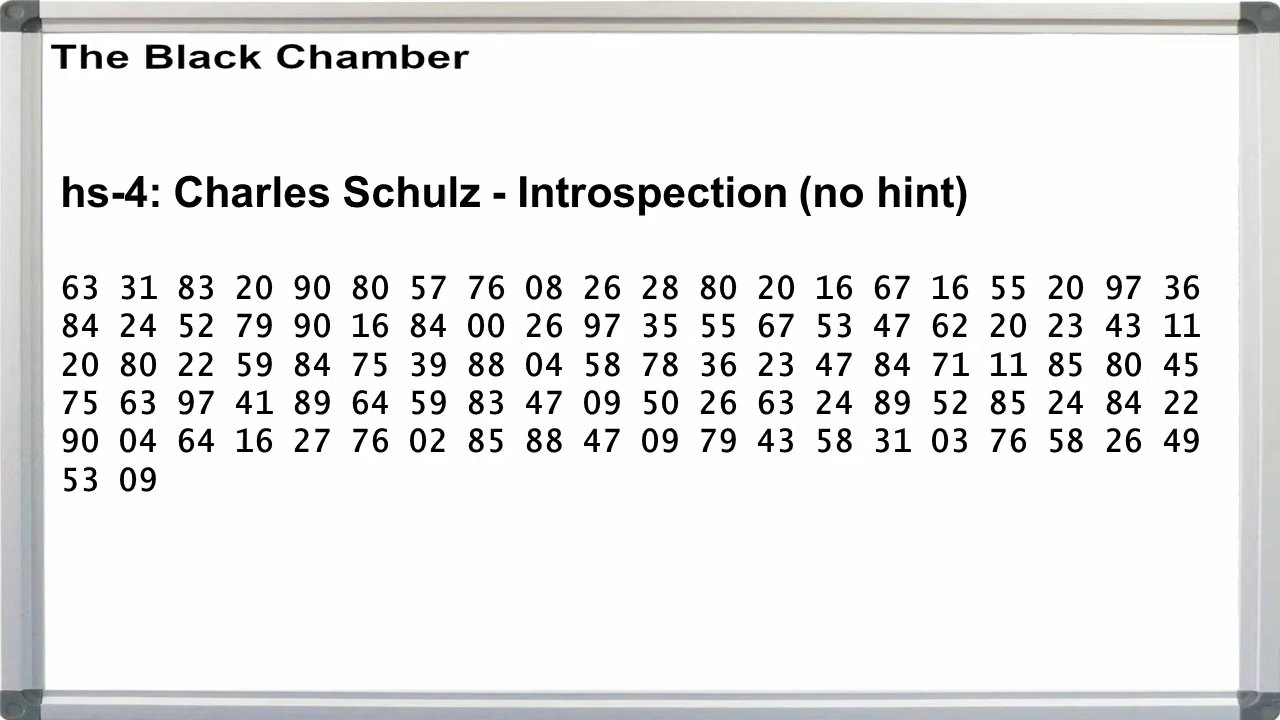 The Black Chamber
hs-4: Charles Schulz - Introspection (no hint)
63 31 83 20 90 80 57 76 08 26 28 80 20 16 67 16 55 20 97 36
84 24 52 79 90 16 84 00 26 97 35 55 67 53 47 62 20 23 43 11
20 80 22 59 84 75 39 88 04 58 78 36 23 47 84 71 11 85 80 45
75 63 97 41 89 64 59 83 47 09 50 26 63 24 89 52 85 24 84 22
90 04 64 16 27 76 02 85 88 47 09 79 43 58 31 03 76 58 26 49
53 09